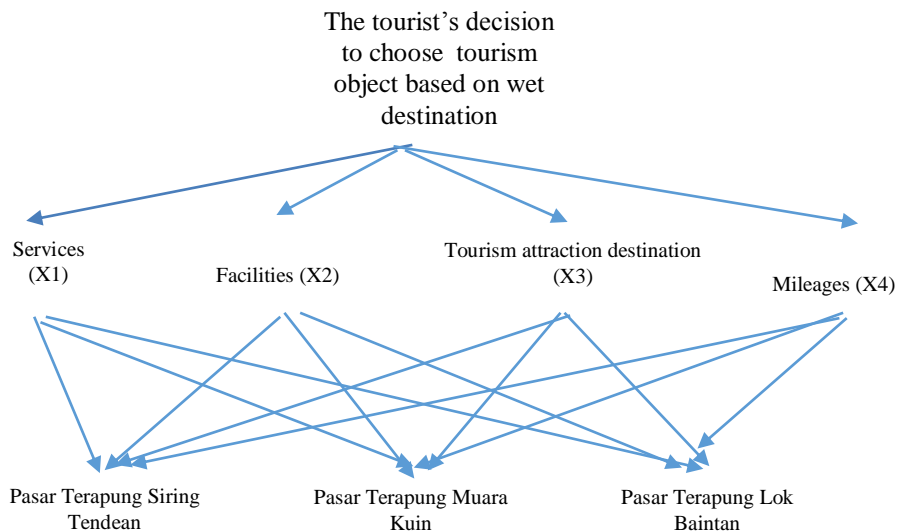 The tourist's decision
to choose tourism
object based on wet
destination
Services
(X1)
Facilities (X2)
Tourism attraction destination
(X3)
Mileages (X4)
Pasar Terapung Siring
Tendean
Pasar Terapung Muara
Kuin
Pasar Terapung Lok
Baintan